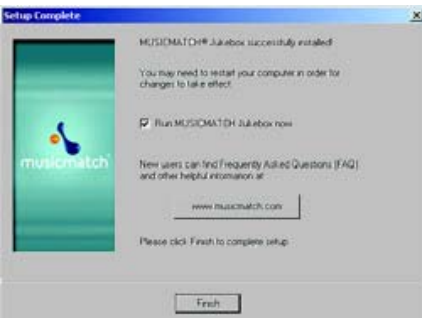 Setup Complete
MUSICMATCH® Jukebox successfully installed!
You may need to restart your computer in order for
changes to take effect.
Run MUSICMATCH Jukebox now
musicmatch
New users can find Frequently Asked Questions (FAQ)
and other helpful information at
www.musicmatch.com
Please click Finish to complete setup.
Finish